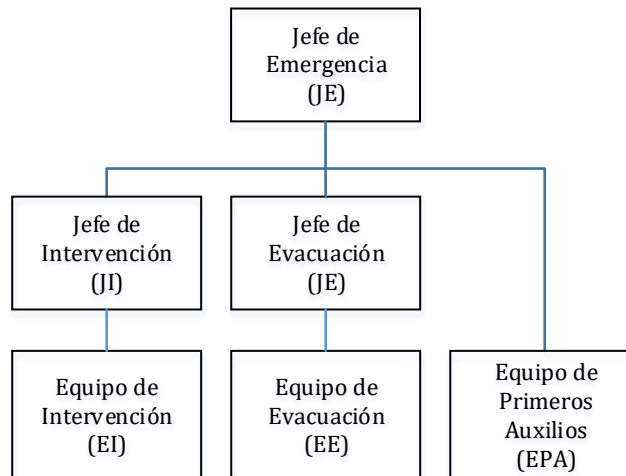 Jefe de
Emergencia
(JE)
Jefe de
Intervención
(JI)
Jefe de
Evacuación
(JE)
Equipo de
Intervención
(EI)
Equipo de
Evacuación
(EE)
Equipo de
Primeros
Auxilios
(EPA)